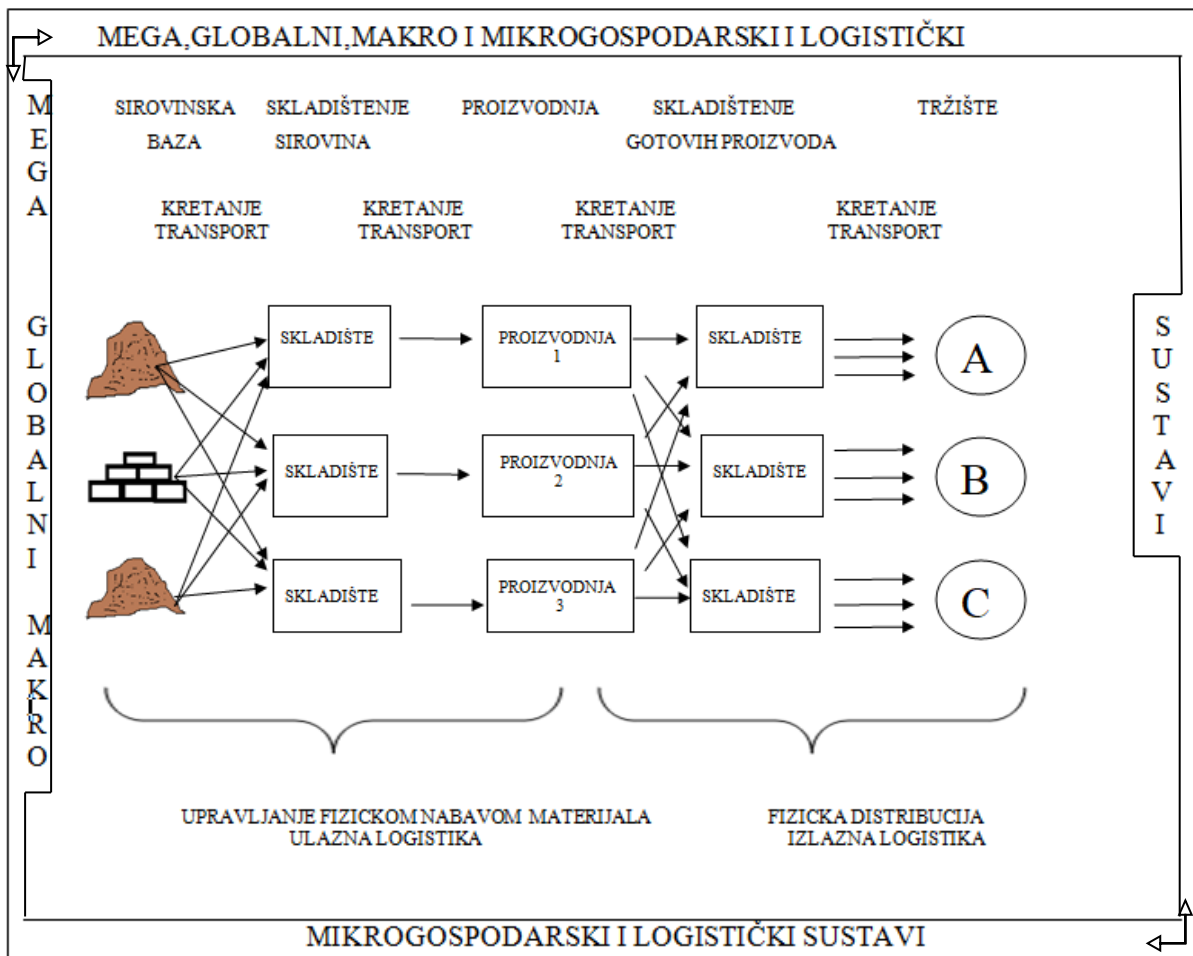 MEGA,GLOBALNI,MAKRO I MIKROGOSPODARSKI I LOGISTIČKI
MEGA GLOBALNI MAKRO
SIROVINSKA BAZA
SKLADIŠTENJE SIROVINA
PROIZVODNJA
SKLADIŠTENJE GOTOVIH PROIZVODA
TRŽIŠTE
KRETANJE
TRANSPORT
KRETANJE
TRANSPORT
KRETANJE
TRANSPORT
KRETANJE
TRANSPORT
SKLADIŠTE
PROIZVODNJA
1
SKLADIŠTE
A
SKLADIŠTE
PROIZVODNJA
2
SKLADIŠTE
B
SKLADIŠTE
PROIZVODNJA
3
SKLADIŠTE
C
SUSTAVI
UPRAVLJANJE FIZICKOM NABAVOM MATERIJALA
ULAZNA LOGISTIKA
FIZICKA DISTRIBUCIJA
IZLAZNA LOGISTIKA
MIKROGOSPODARSKI I LOGISTIČKI SUSTAVI